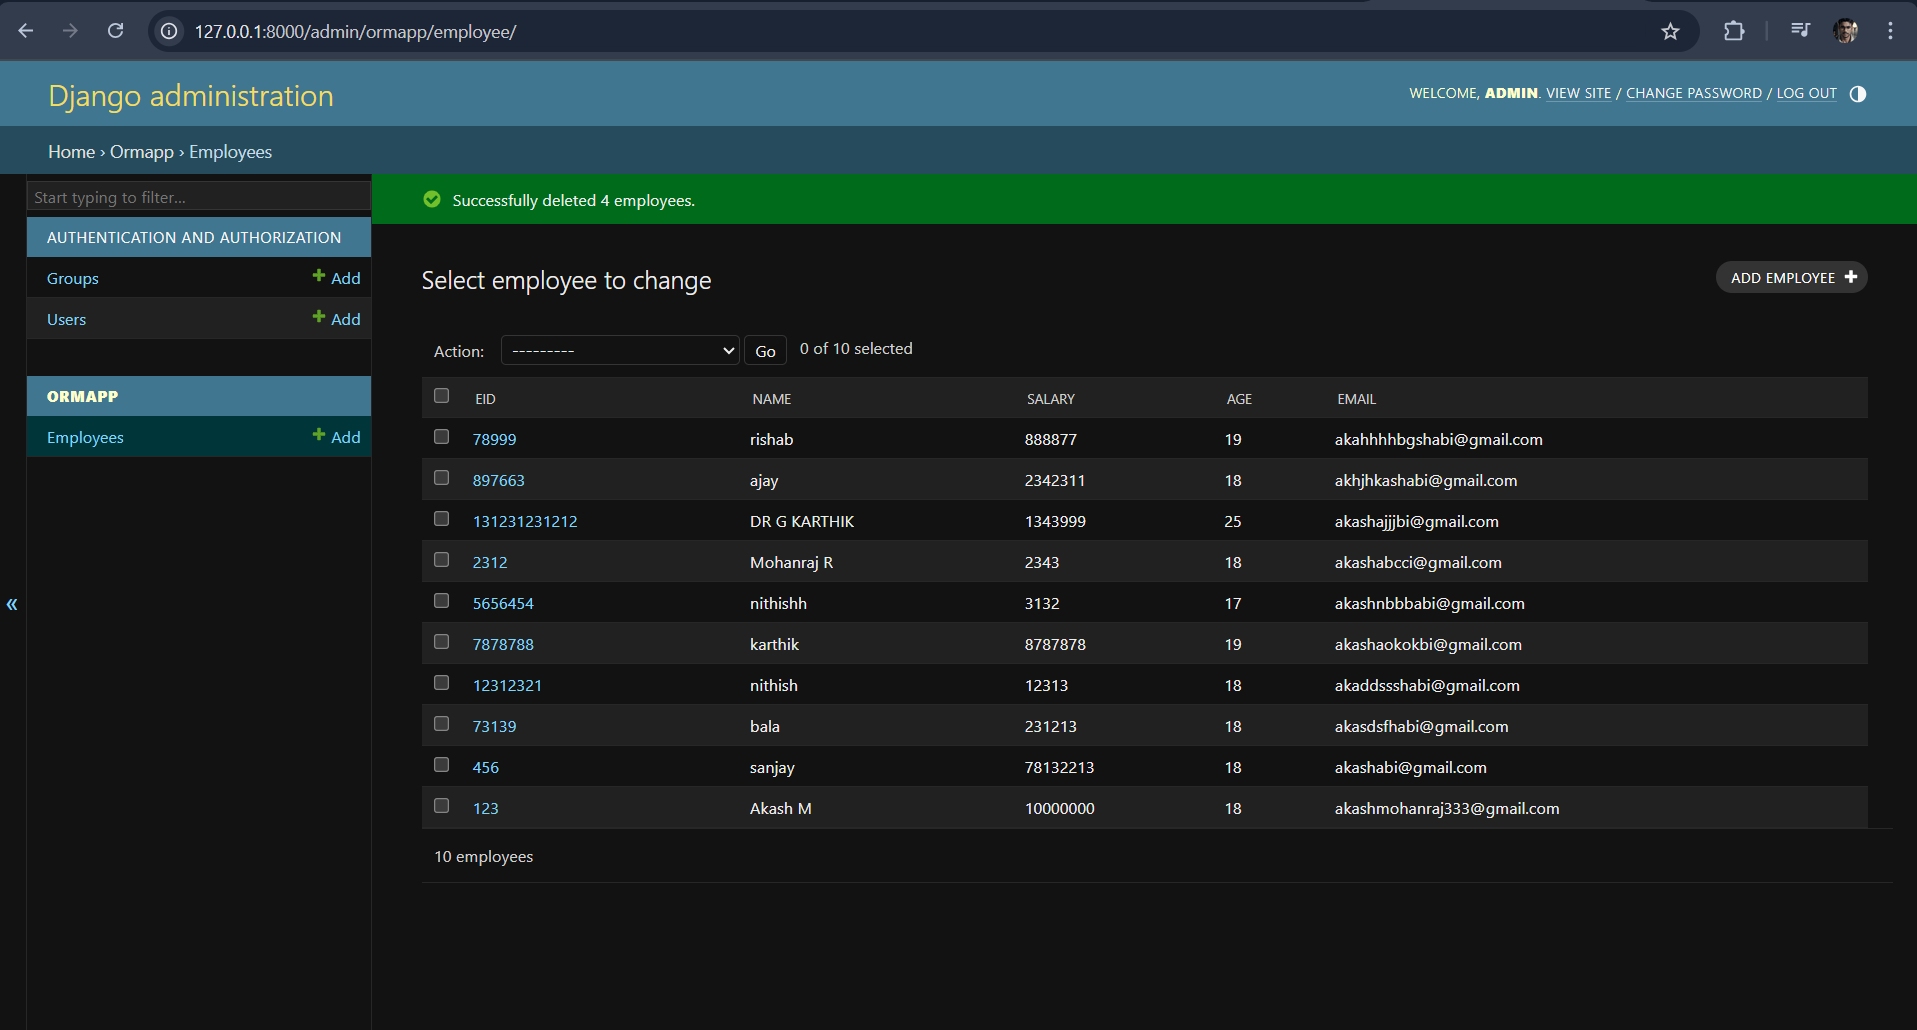 127.0.0.1:8000/admin/ormapp/employee/
Django administration
WELCOME, ADMIN. VIEW SITE / CHANGE PASSWORD / LOG OUT
Home › Ormapp › Employees
Start typing to filter...
AUTHENTICATION AND AUTHORIZATION
Groups + Add
Users + Add
ORMAPP
Employees + Add
«
Successfully deleted 4 employees.
Select employee to change
ADD EMPLOYEE +
Action: --------- Go 0 of 10 selected
EID NAME SALARY AGE EMAIL
78999 rishab 888877 19 akahhhhbgshabi@gmail.com
897663 ajay 2342311 18 akhjhkashabi@gmail.com
131231231212 DR G KARTHIK 1343999 25 akashajjjbi@gmail.com
2312 Mohanraj R 2343 18 akashabcci@gmail.com
5656454 nithishh 3132 17 akashnbbbabi@gmail.com
7878788 karthik 8787878 19 akashaokokbi@gmail.com
12312321 nithish 12313 18 akaddssshabi@gmail.com
73139 bala 231213 18 akasdsfhabi@gmail.com
456 sanjay 78132213 18 akashabi@gmail.com
123 Akash M 10000000 18 akashmohanraj333@gmail.com
10 employees